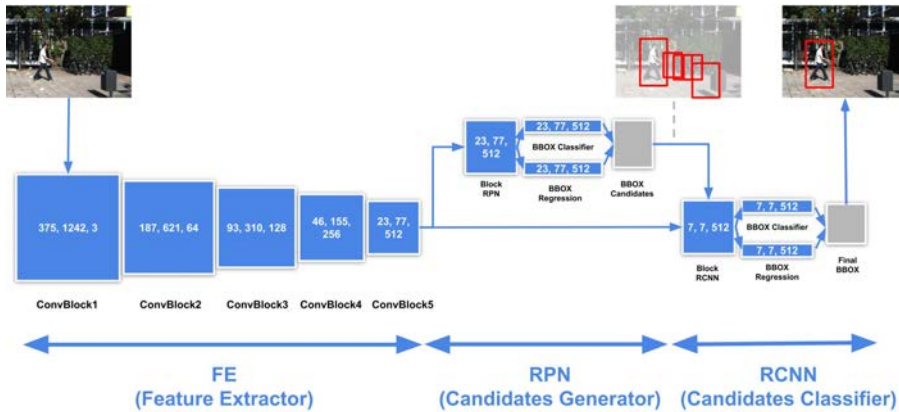 375, 1242, 3
187, 621, 64
93, 310, 128
46, 155,
256
23, 77,
512
ConvBlock1
ConvBlock2
ConvBlock3
ConvBlock4
ConvBlock5
23, 77,
512
Block
RPN
23, 77, 512
BBOX Classifier
23, 77, 512
BBOX
Regression
BBOX
Candidates
7, 7, 512
Block
RCNN
7, 7, 512
BBOX Classifier
7, 7, 512
BBOX
Regression
Final
BBOX
FE
(Feature Extractor)
RPN
(Candidates Generator)
RCNN
(Candidates Classifier)